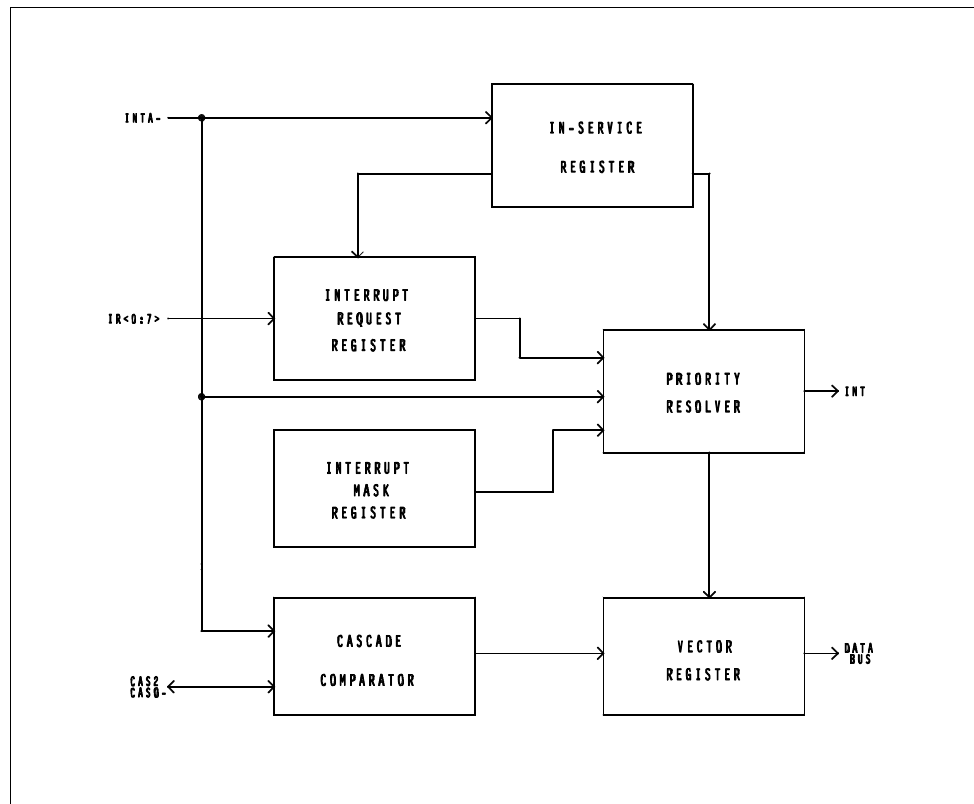 INTA-
IN-SERVICE
REGISTER
IR<0:7>
INTERRUPT
REQUEST
REGISTER
PRIORITY
RESOLVER
INT
INTERRUPT
MASK
REGISTER
CAS2
CAS0-
CASCADE
COMPARATOR
VECTOR
REGISTER
DATA
BUS